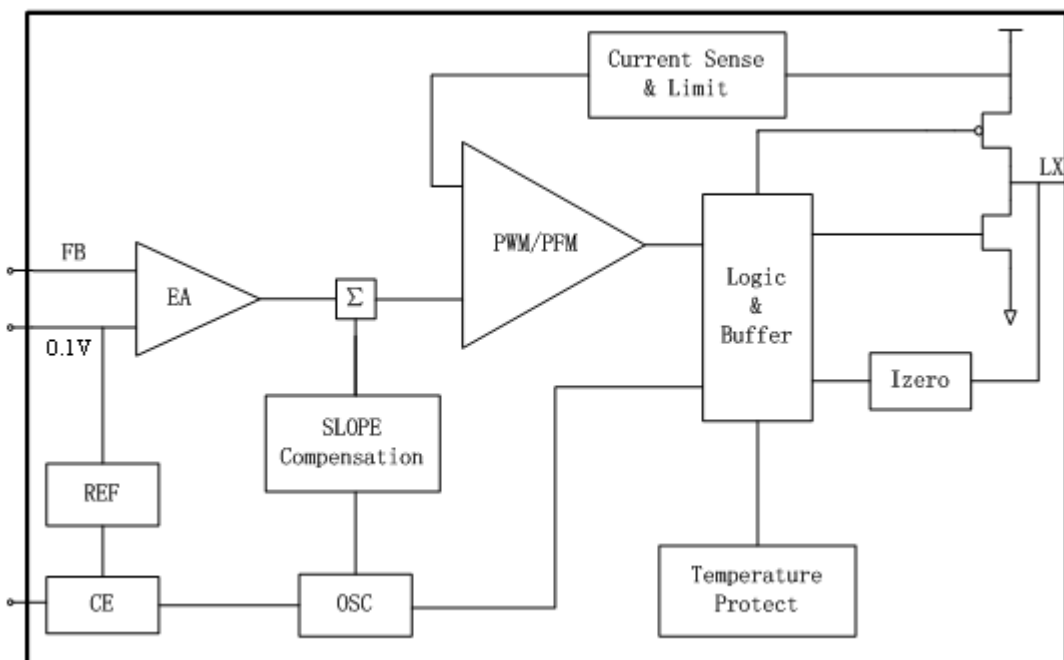 Current Sense
& Limit
LX
PWM/PFM
FB
EA
Σ
Logic
&
Buffer
0.1V
Izero
SLOPE
Compensation
REF
Temperature
Protect
CE
OSC